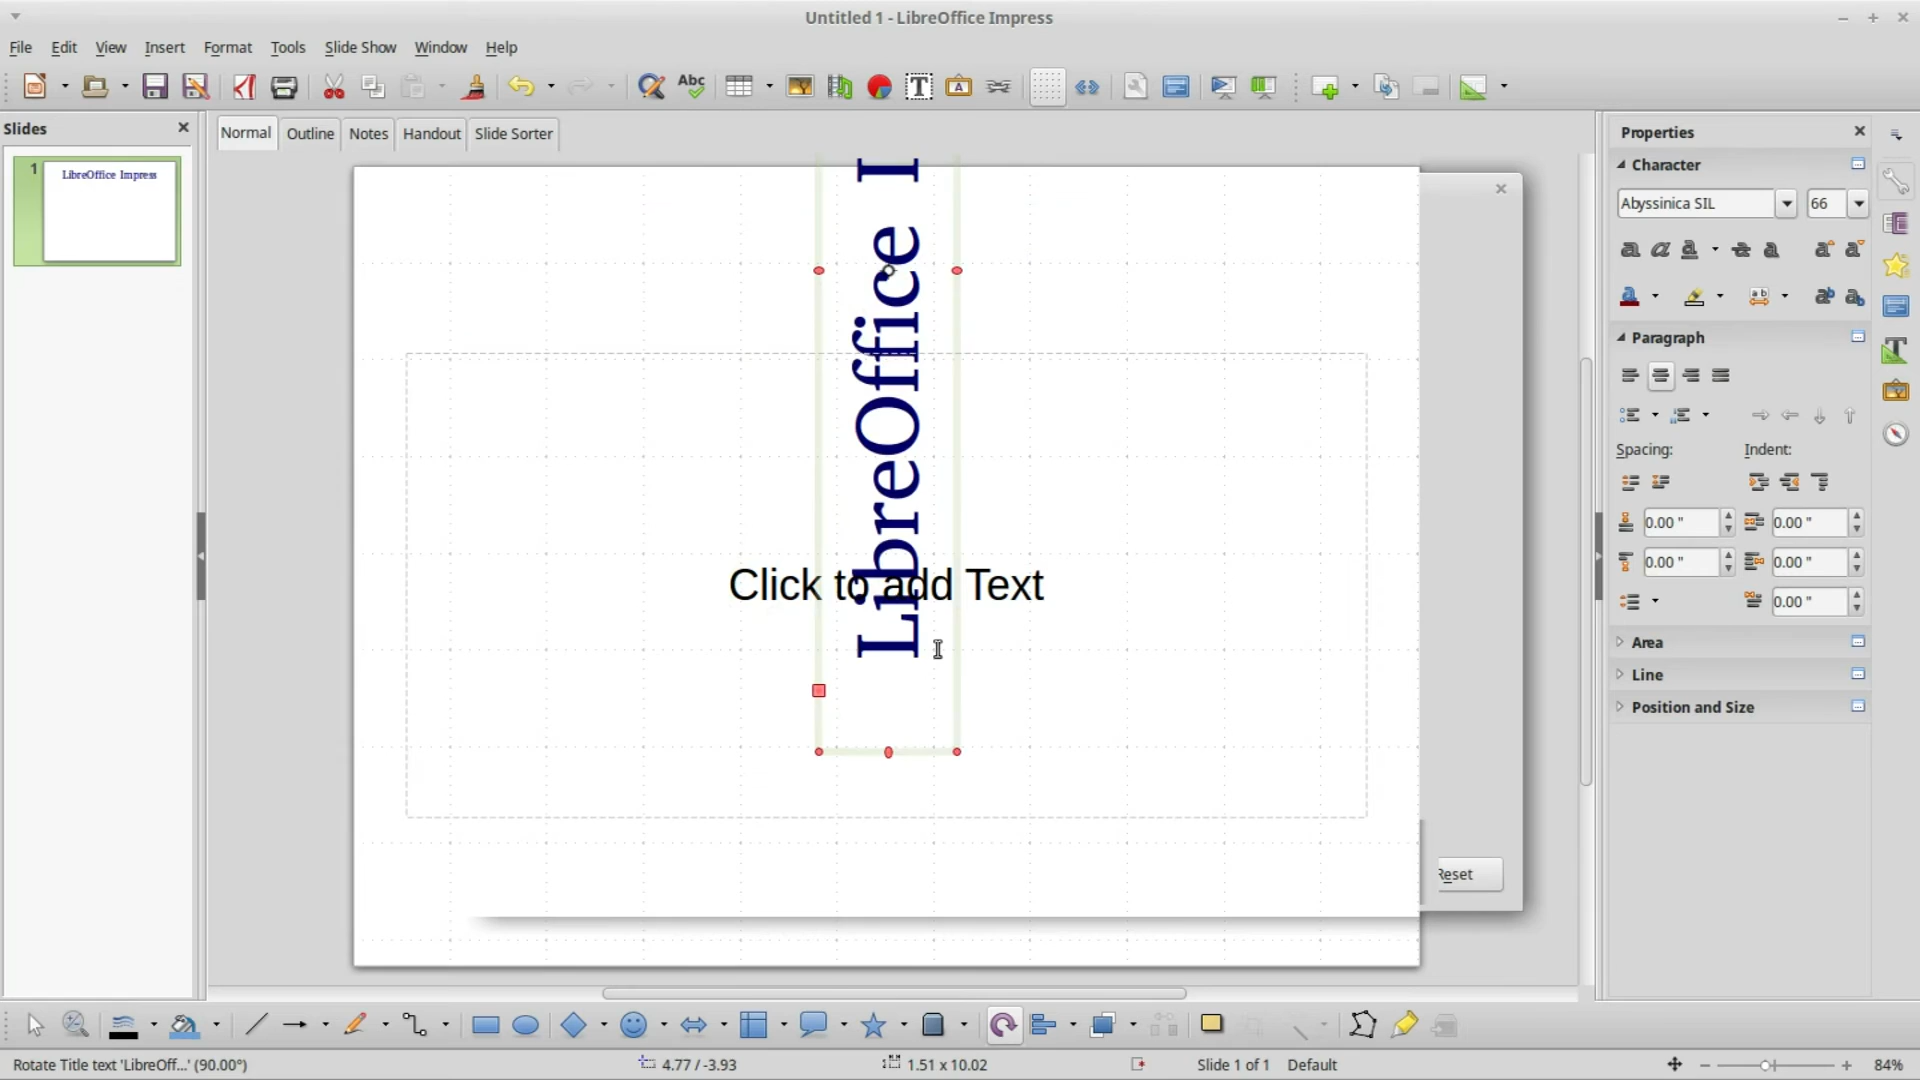 Untitled 1 - LibreOffice Impress
File Edit View Insert Format Tools Slide Show Window Help
Abc
Slides
Normal Outline Notes Handout Slide Sorter
1
LibreOffice Impress
LibreOffice I
Click to add Text
Reset
Properties
Character
Abyssinica SIL 66
Paragraph
Spacing: Indent:
0.00 " 0.00 "
0.00 " 0.00 "
0.00 "
Area
Line
Position and Size
Rotate Title text 'LibreOff...' (90.00°) 4.77 / -3.93 1.51 x 10.02 Slide 1 of 1 Default 84%